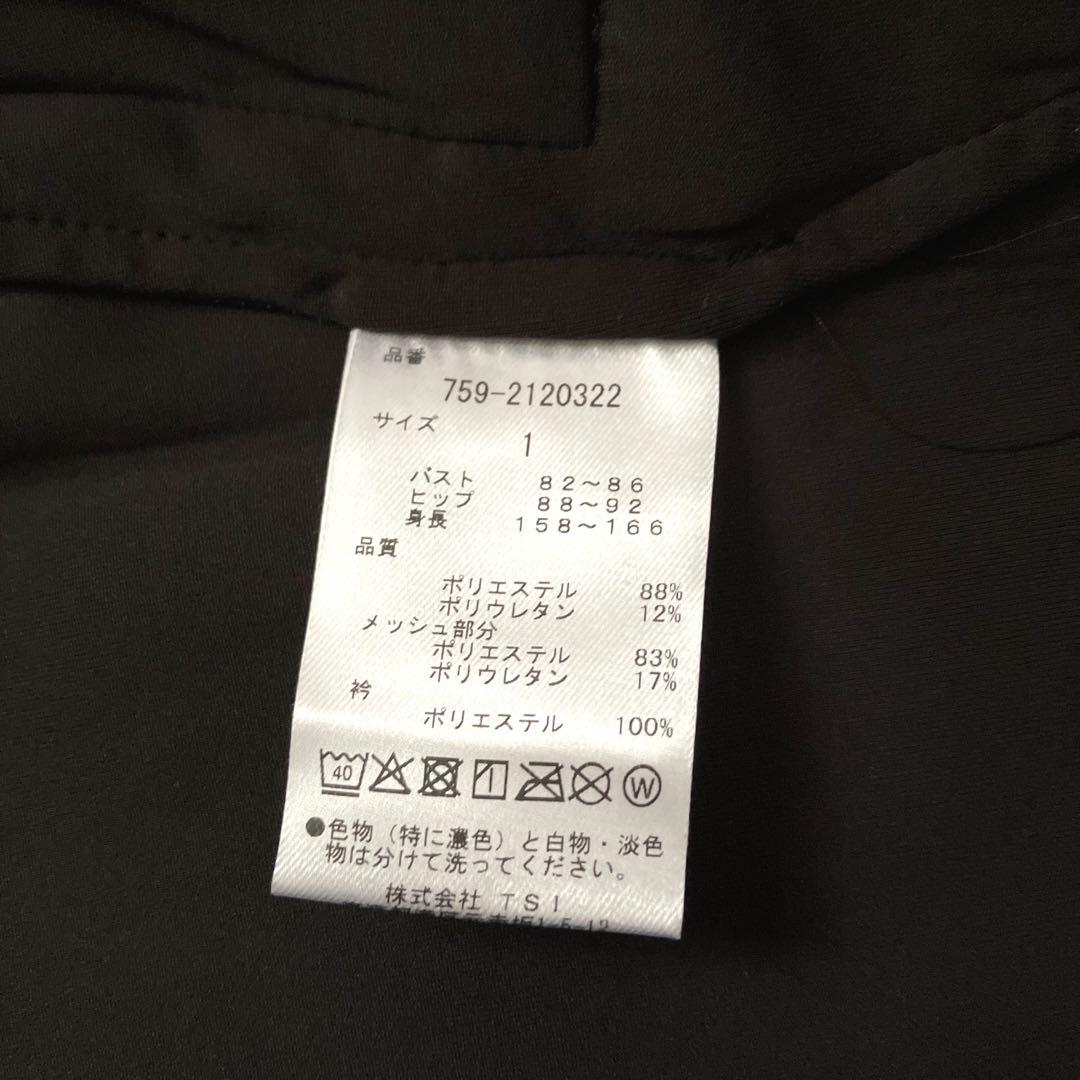 品番
759-2120322
サイズ
1
バスト 82～86
ヒップ 88～92
身長 158～166
品質
ポリエステル 88%
ポリウレタン 12%
メッシュ部分
ポリエステル 83%
ポリウレタン 17%
衿
ポリエステル 100%
40 W
●色物（特に濃色）と白物・淡色
物は分けて洗ってください。
株式会社 TSI